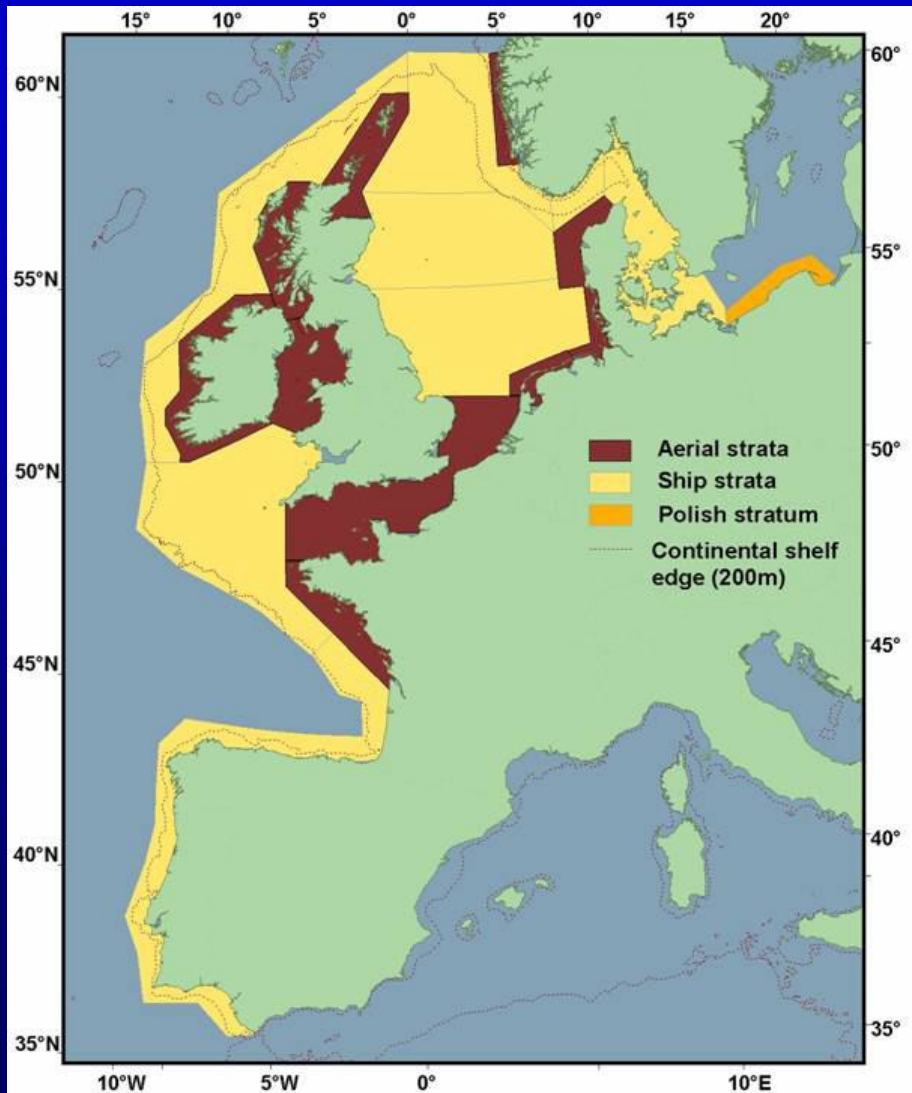 15° 10° 5° 0° 5° 10° 15° 20°
60°N 60°
55°N 55°
50°N 50°
45°N 45°
40°N 40°
35°N 35°
Aerial strata
Ship strata
Polish stratum
Continental shelf
edge (200m)
10°W 5°W 0° 10°E